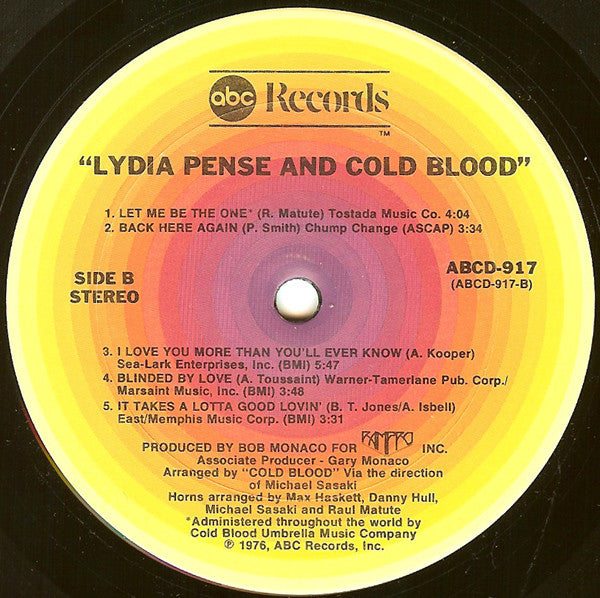 abc Records
TM
"LYDIA PENSE AND COLD BLOOD"
1. LET ME BE THE ONE* (R. Matute) Tostada Music Co. 4:04
2. BACK HERE AGAIN (P. Smith) Chump Change (ASCAP) 3:34
SIDE B
STEREO
ABCD-917
(ABCD-917-B)
3. I LOVE YOU MORE THAN YOU'LL EVER KNOW (A. Kooper)
Sea-Lark Enterprises, Inc. (BMI) 5:47
4. BLINDED BY LOVE (A. Toussaint) Warner-Tamerlane Pub. Corp./
Marsaint Music, Inc. (BMI) 3:48
5. IT TAKES A LOTTA GOOD LOVIN' (B. T. Jones/A. Isbell)
East/Memphis Music Corp. (BMI) 3:31
PRODUCED BY BOB MONACO FOR INC.
Associate Producer - Gary Monaco
Arranged by "COLD BLOOD" Via the direction
of Michael Sasaki
Horns arranged by Max Haskett, Danny Hull,
Michael Sasaki and Raul Matute
*Administered throughout the world by
Cold Blood Umbrella Music Company
℗ 1976, ABC Records, Inc.